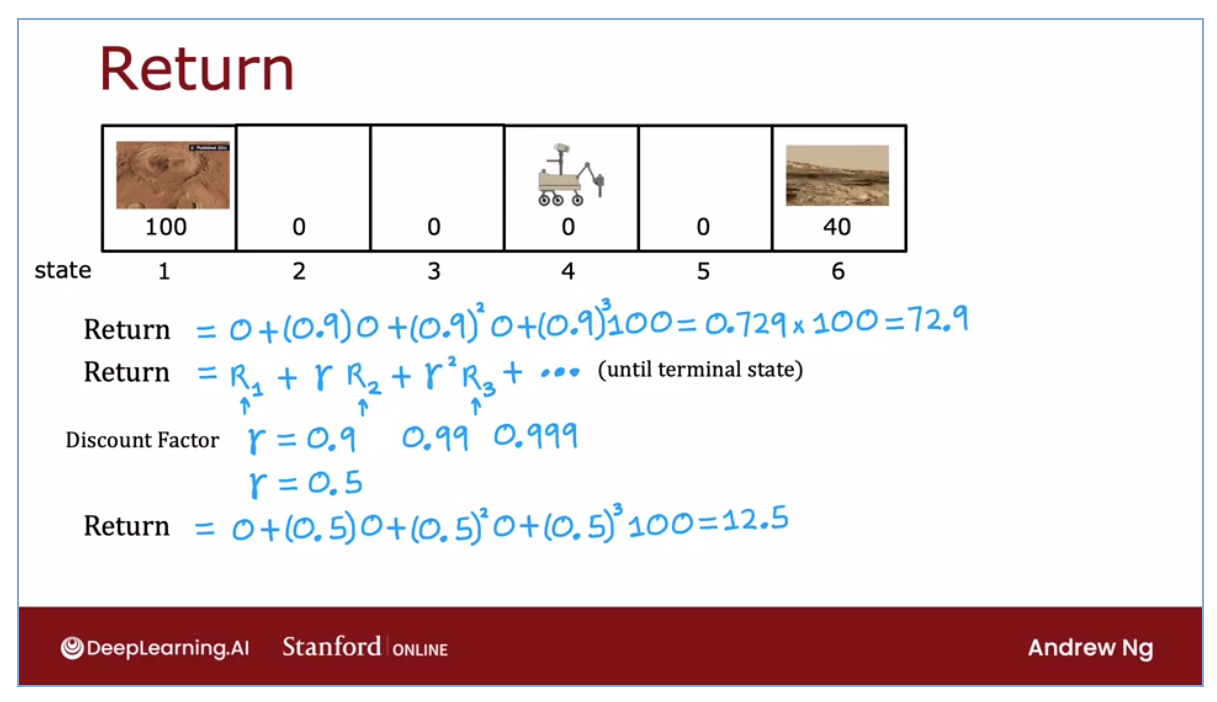 Return
© Published 2021
100 0 0 0 0 40
state 1 2 3 4 5 6
Return = 0+(0.9)0+(0.9)²0+(0.9)³100=0.729×100=72.9
Return = R₁ + γ R₂ + γ² R₃ + ••• (until terminal state)
↑ ↑ ↑
Discount Factor γ = 0.9 0.99 0.999
γ = 0.5
Return = 0+(0.5)0+(0.5)²0+(0.5)³100=12.5
DeepLearning.AI Stanford | ONLINE Andrew Ng